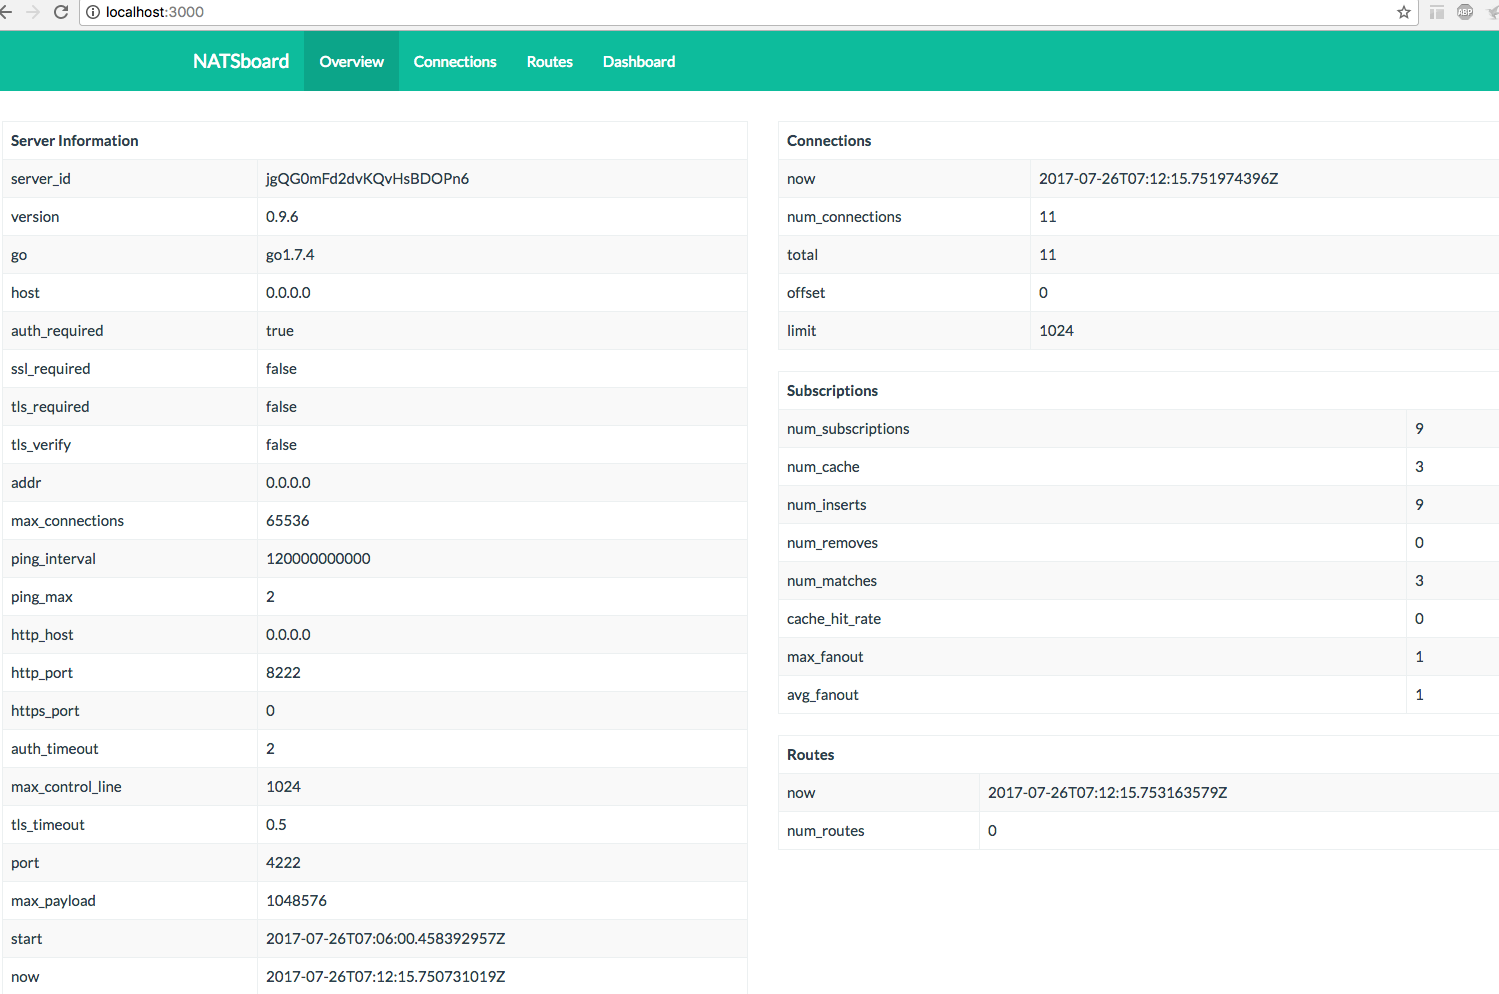 localhost:3000
ABP
NATSboard Overview Connections Routes Dashboard
Server Information
server_id jgQG0mFd2dvKQvHsBDOPn6
version 0.9.6
go go1.7.4
host 0.0.0.0
auth_required true
ssl_required false
tls_required false
tls_verify false
addr 0.0.0.0
max_connections 65536
ping_interval 120000000000
ping_max 2
http_host 0.0.0.0
http_port 8222
https_port 0
auth_timeout 2
max_control_line 1024
tls_timeout 0.5
port 4222
max_payload 1048576
start 2017-07-26T07:06:00.458392957Z
now 2017-07-26T07:12:15.750731019Z
Connections
now 2017-07-26T07:12:15.751974396Z
num_connections 11
total 11
offset 0
limit 1024
Subscriptions
num_subscriptions 9
num_cache 3
num_inserts 9
num_removes 0
num_matches 3
cache_hit_rate 0
max_fanout 1
avg_fanout 1
Routes
now 2017-07-26T07:12:15.753163579Z
num_routes 0